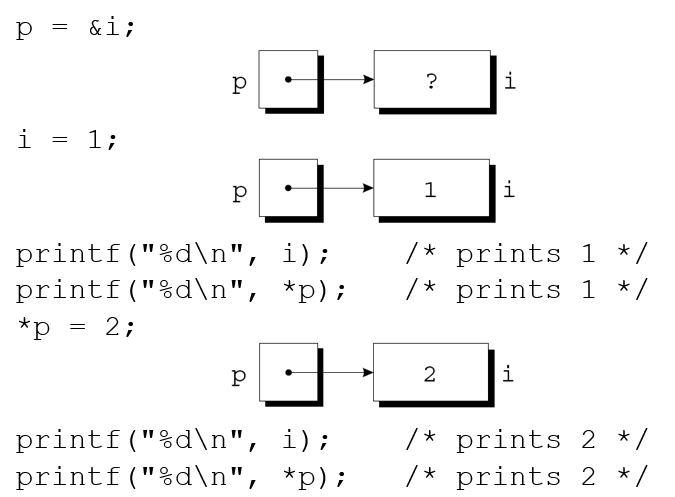 p = &i;
p ? i
i = 1;
p 1 i
printf("%d\n", i);    /* prints 1 */
printf("%d\n", *p);   /* prints 1 */
*p = 2;
p 2 i
printf("%d\n", i);    /* prints 2 */
printf("%d\n", *p);   /* prints 2 */